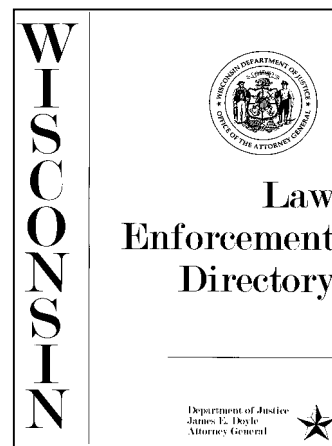 WISCONSIN
WISCONSIN DEPARTMENT OF JUSTICE
OFFICE OF THE ATTORNEY GENERAL
Law
Enforcement
Directory
Department of Justice
James E. Doyle
Attorney General